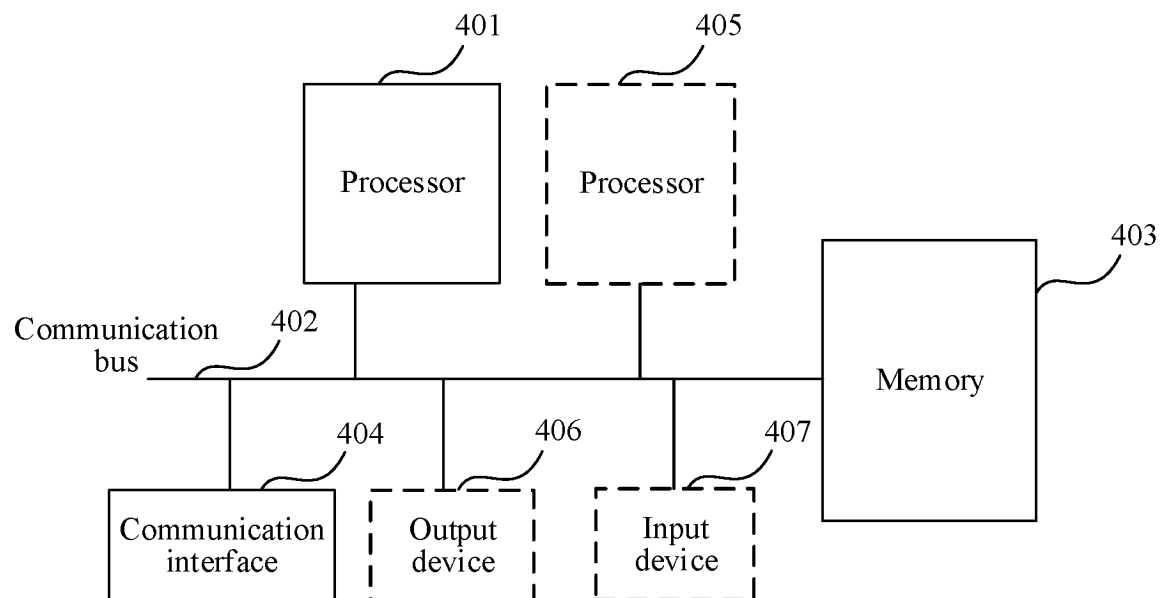 401
405
Processor
Processor
403
Communication
bus
402
Memory
404
406
407
Communication
interface
Output
device
Input
device